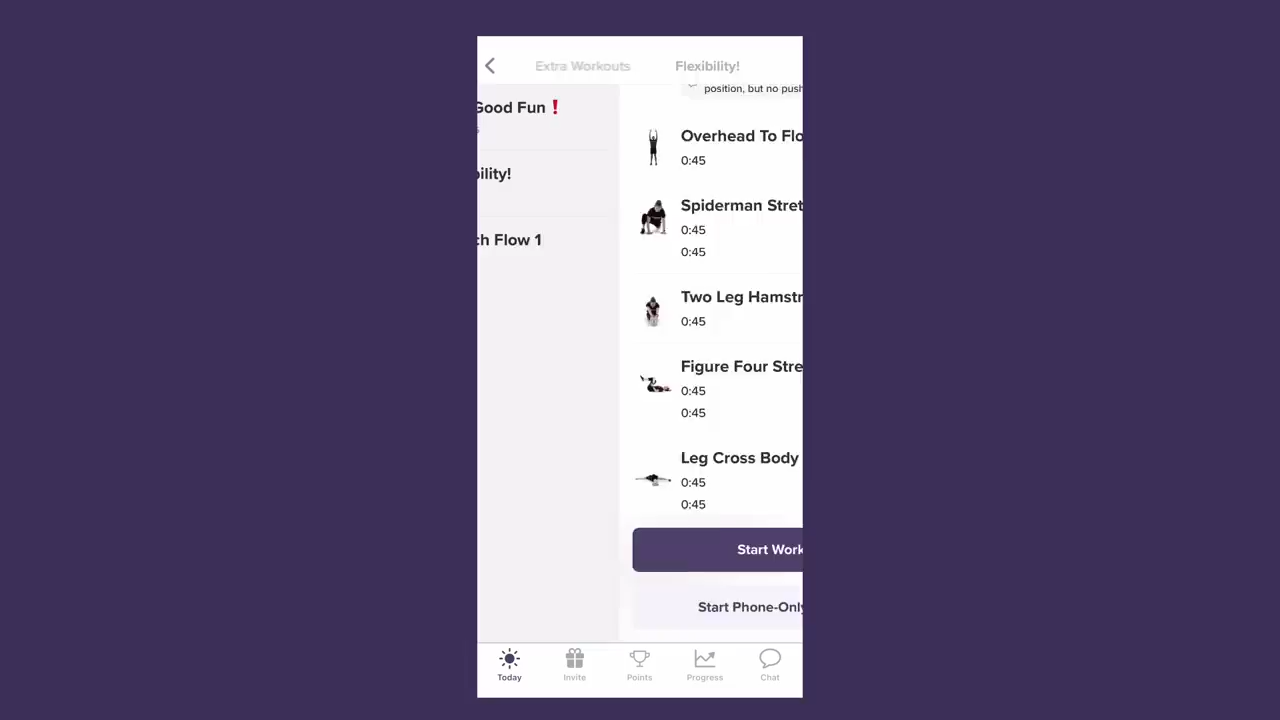 Extra Workouts
Flexibility!
Good Fun❗
bility!
ch Flow 1
position, but no push
Overhead To Flo
0:45
Spiderman Stret
0:45
0:45
Two Leg Hamstr
0:45
Figure Four Stre
0:45
0:45
Leg Cross Body
0:45
0:45
Start Work
Start Phone-Only
Today
Invite
Points
Progress
Chat